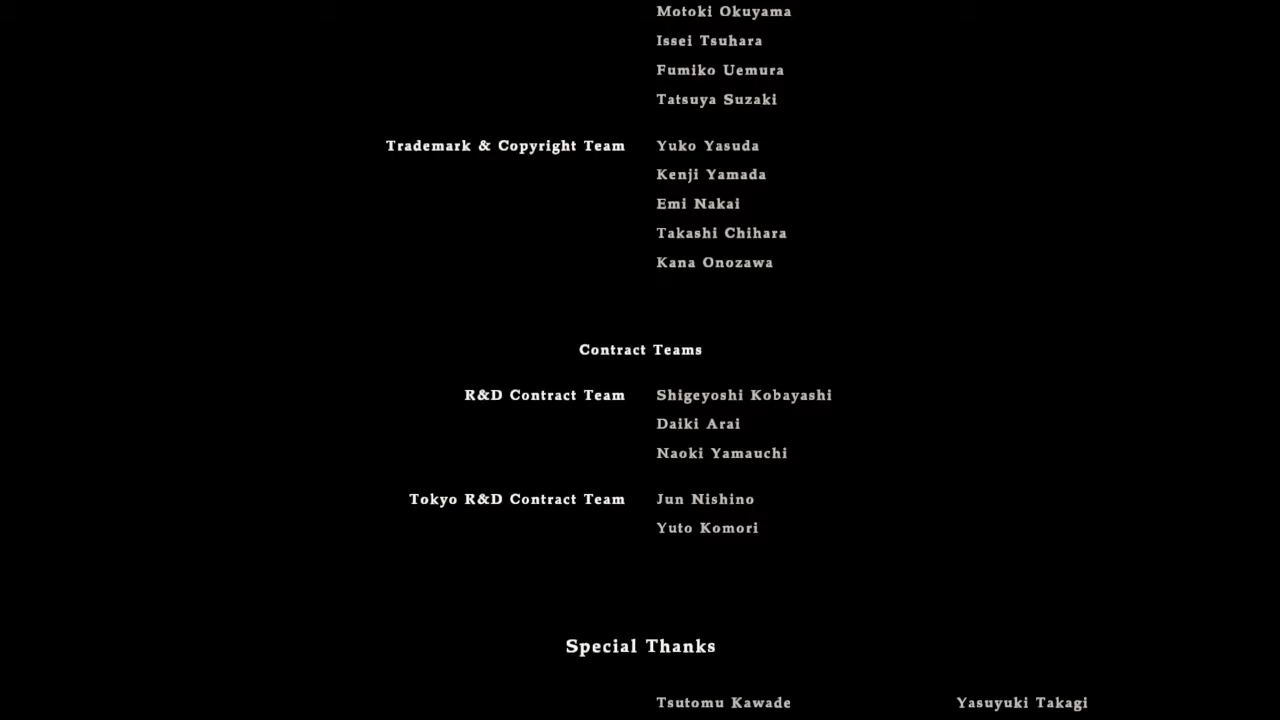 Motoki Okuyama
Issei Tsuhara
Fumiko Uemura
Tatsuya Suzaki
Trademark & Copyright Team Yuko Yasuda
Kenji Yamada
Emi Nakai
Takashi Chihara
Kana Onozawa
Contract Teams
R&D Contract Team Shigeyoshi Kobayashi
Daiki Arai
Naoki Yamauchi
Tokyo R&D Contract Team Jun Nishino
Yuto Komori
Special Thanks
Tsutomu Kawade Yasuyuki Takagi